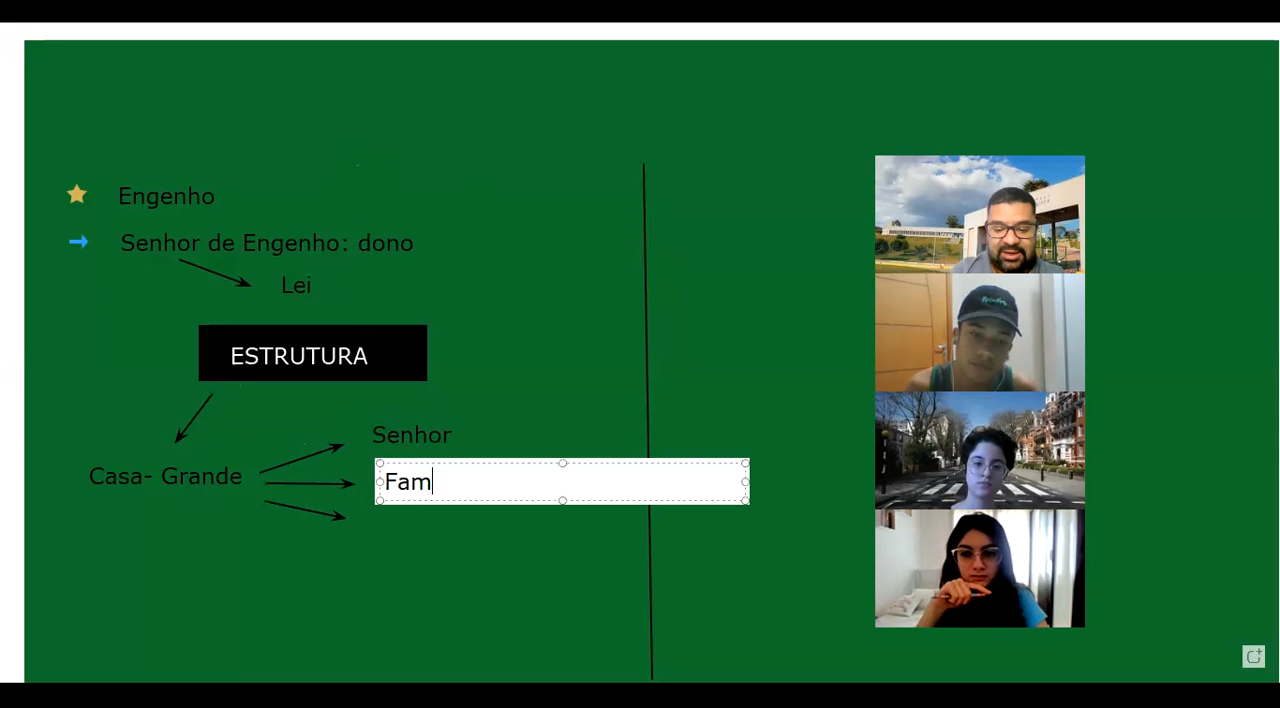 Engenho
Senhor de Engenho: dono
Lei
ESTRUTURA
Senhor
Casa- Grande
Fam